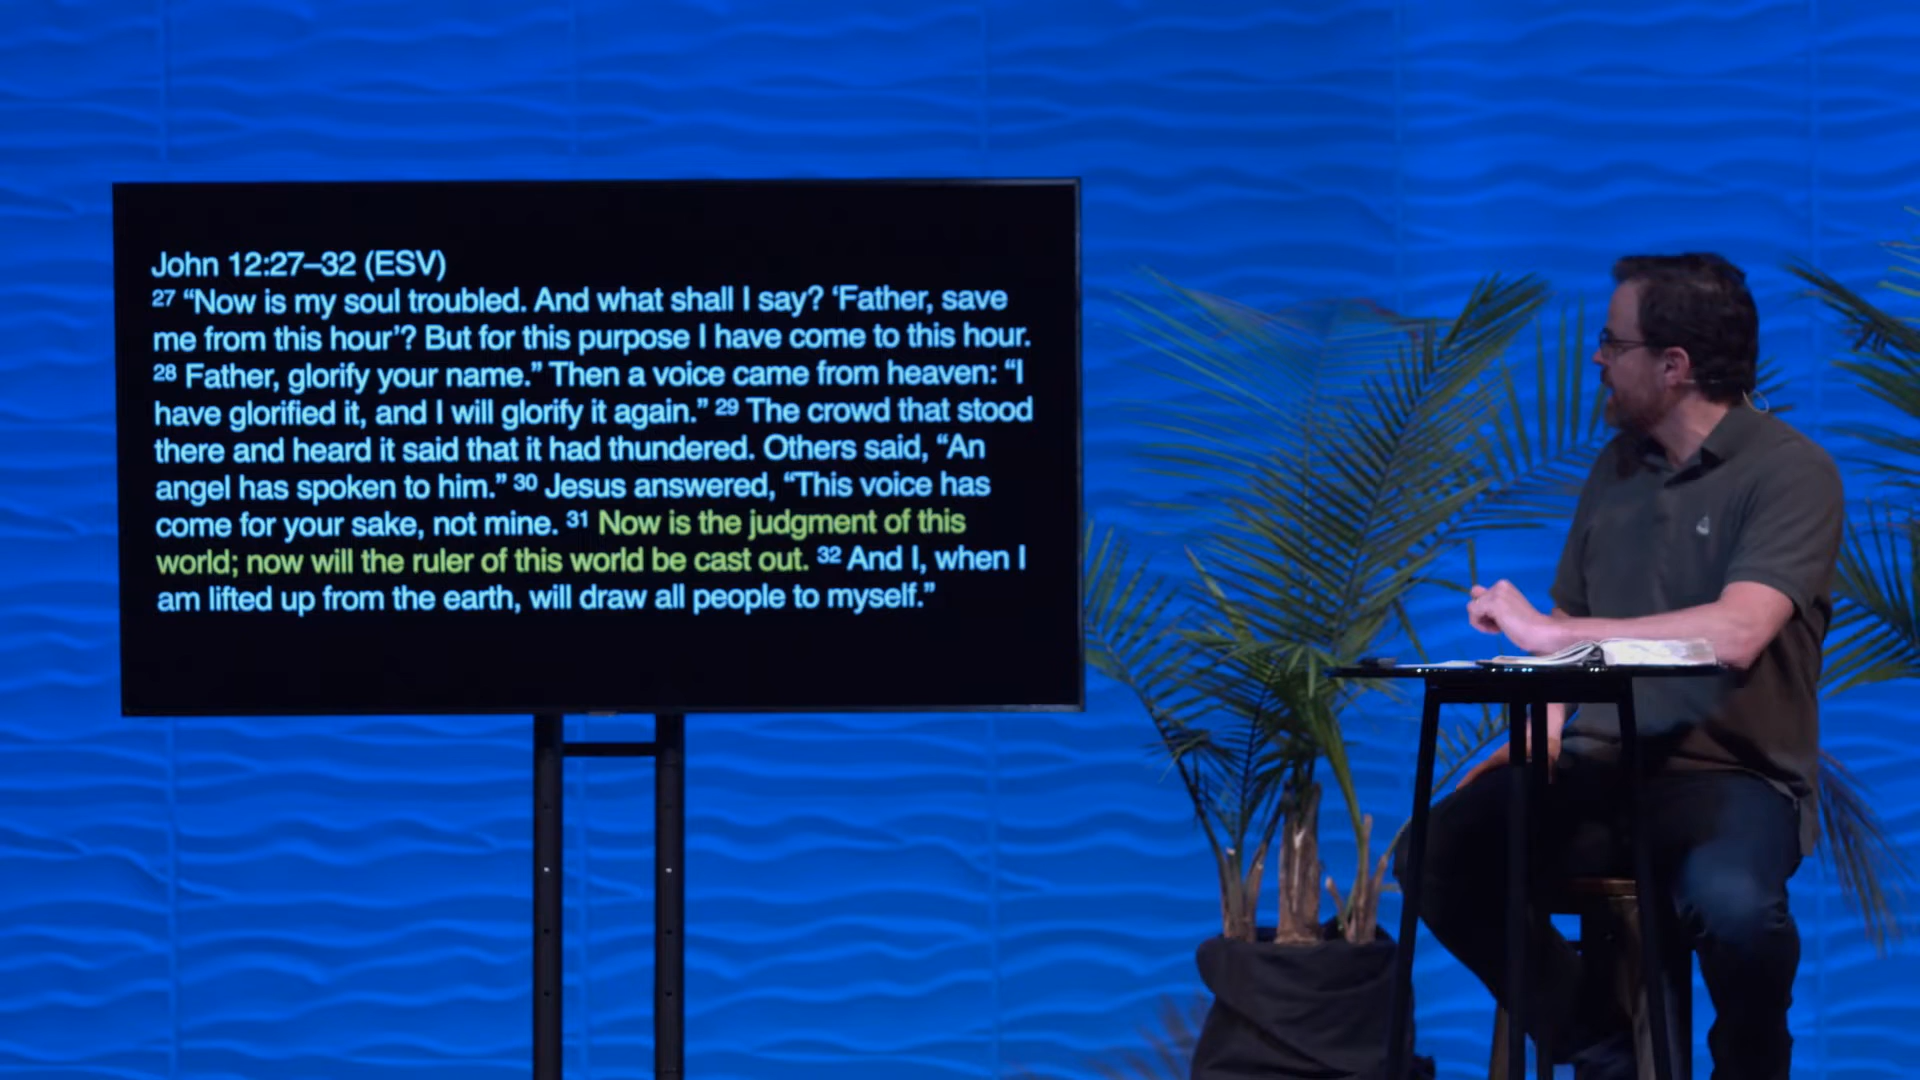 John 12:27–32 (ESV)
27 “Now is my soul troubled. And what shall I say? ‘Father, save
me from this hour’? But for this purpose I have come to this hour.
28 Father, glorify your name.” Then a voice came from heaven: “I
have glorified it, and I will glorify it again.” 29 The crowd that stood
there and heard it said that it had thundered. Others said, “An
angel has spoken to him.” 30 Jesus answered, “This voice has
come for your sake, not mine. 31 Now is the judgment of this
world; now will the ruler of this world be cast out. 32 And I, when I
am lifted up from the earth, will draw all people to myself.”